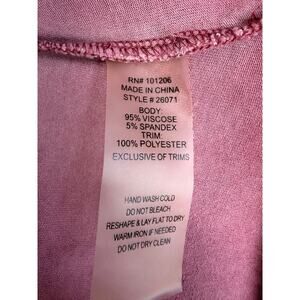 RN# 101206
MADE IN CHINA
STYLE # 26071
BODY:
95% VISCOSE
5% SPANDEX
TRIM:
100% POLYESTER
EXCLUSIVE OF TRIMS
HAND WASH COLD
DO NOT BLEACH
RESHAPE & LAY FLAT TO DRY
WARM IRON IF NEEDED
DO NOT DRY CLEAN